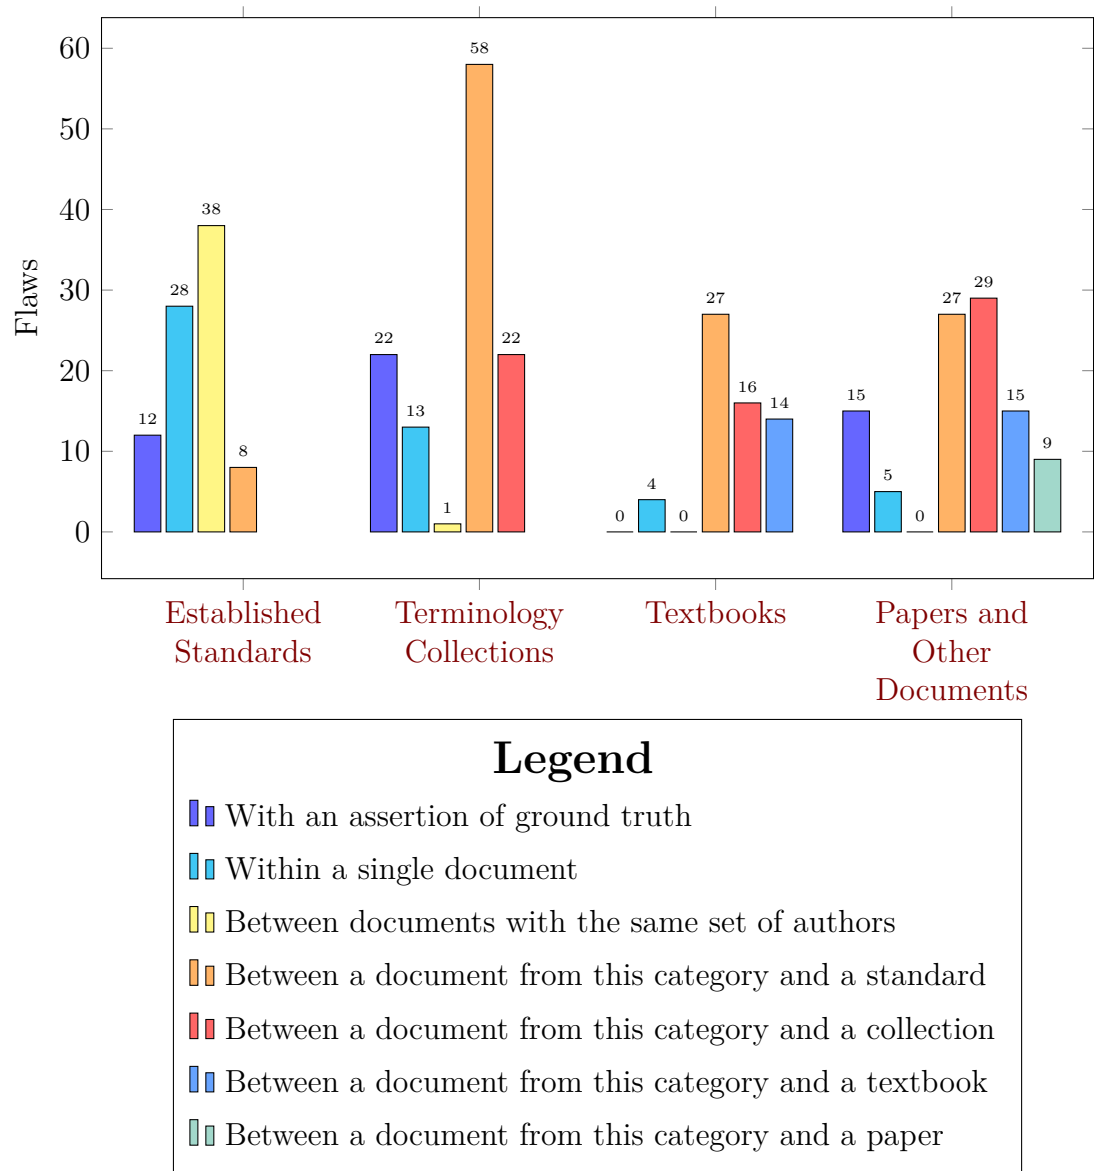 60
50
40
30
20
10
0
Flaws
12
28
38
8
22
13
1
58
22
0
4
0
27
16
14
15
5
0
27
29
15
9
Established
Standards
Terminology
Collections
Textbooks
Papers and
Other
Documents
Legend
With an assertion of ground truth
Within a single document
Between documents with the same set of authors
Between a document from this category and a standard
Between a document from this category and a collection
Between a document from this category and a textbook
Between a document from this category and a paper